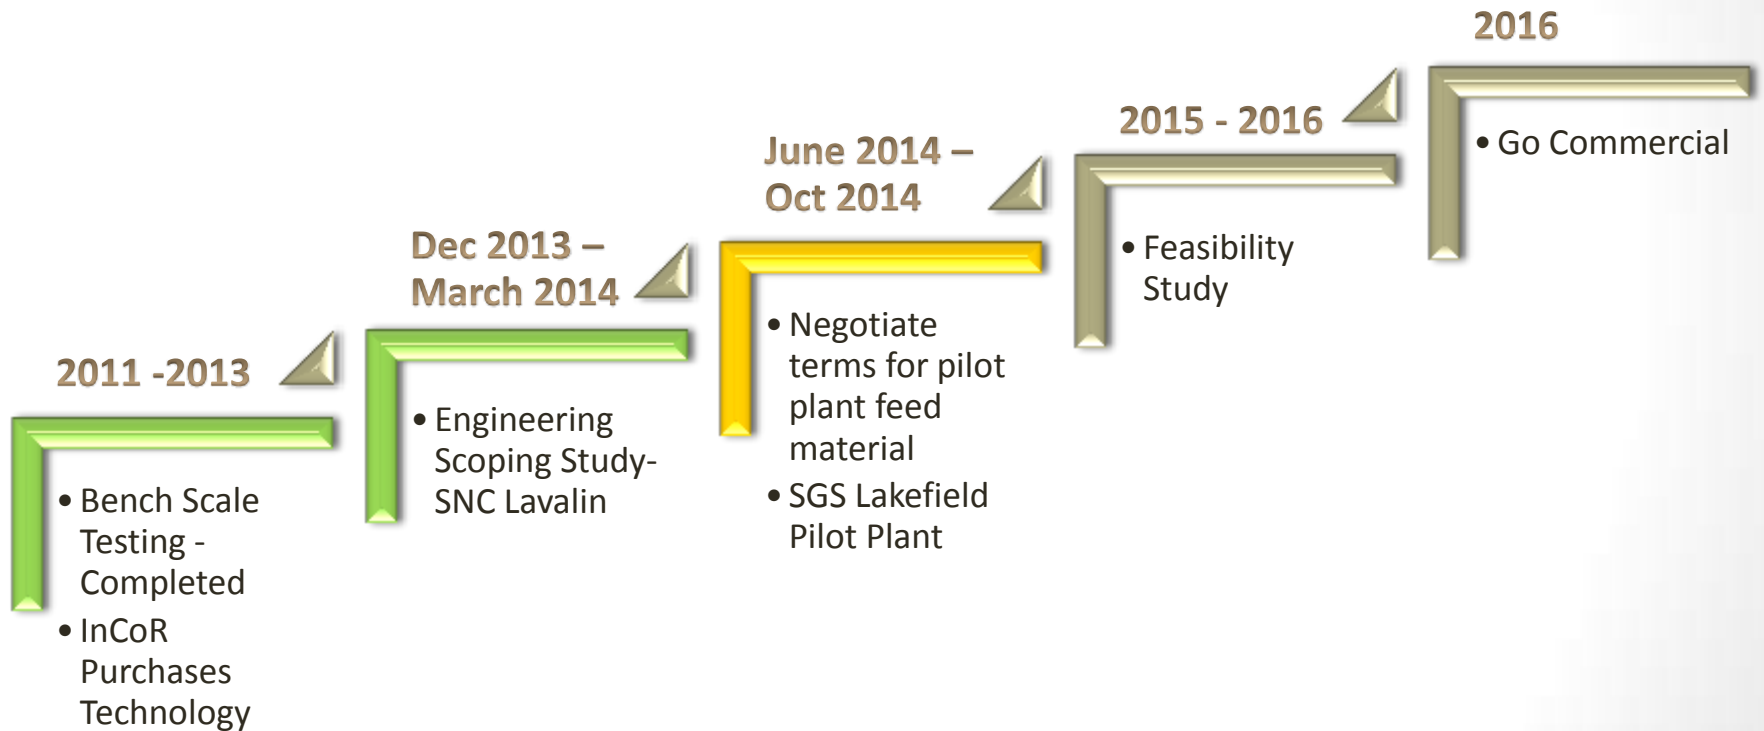 2011 -2013
• Bench Scale
Testing -
Completed
• InCoR
Purchases
Technology
Dec 2013 –
March 2014
• Engineering
Scoping Study-
SNC Lavalin
June 2014 –
Oct 2014
• Negotiate
terms for pilot
plant feed
material
• SGS Lakefield
Pilot Plant
2015 - 2016
• Feasibility
Study
2016
• Go Commercial